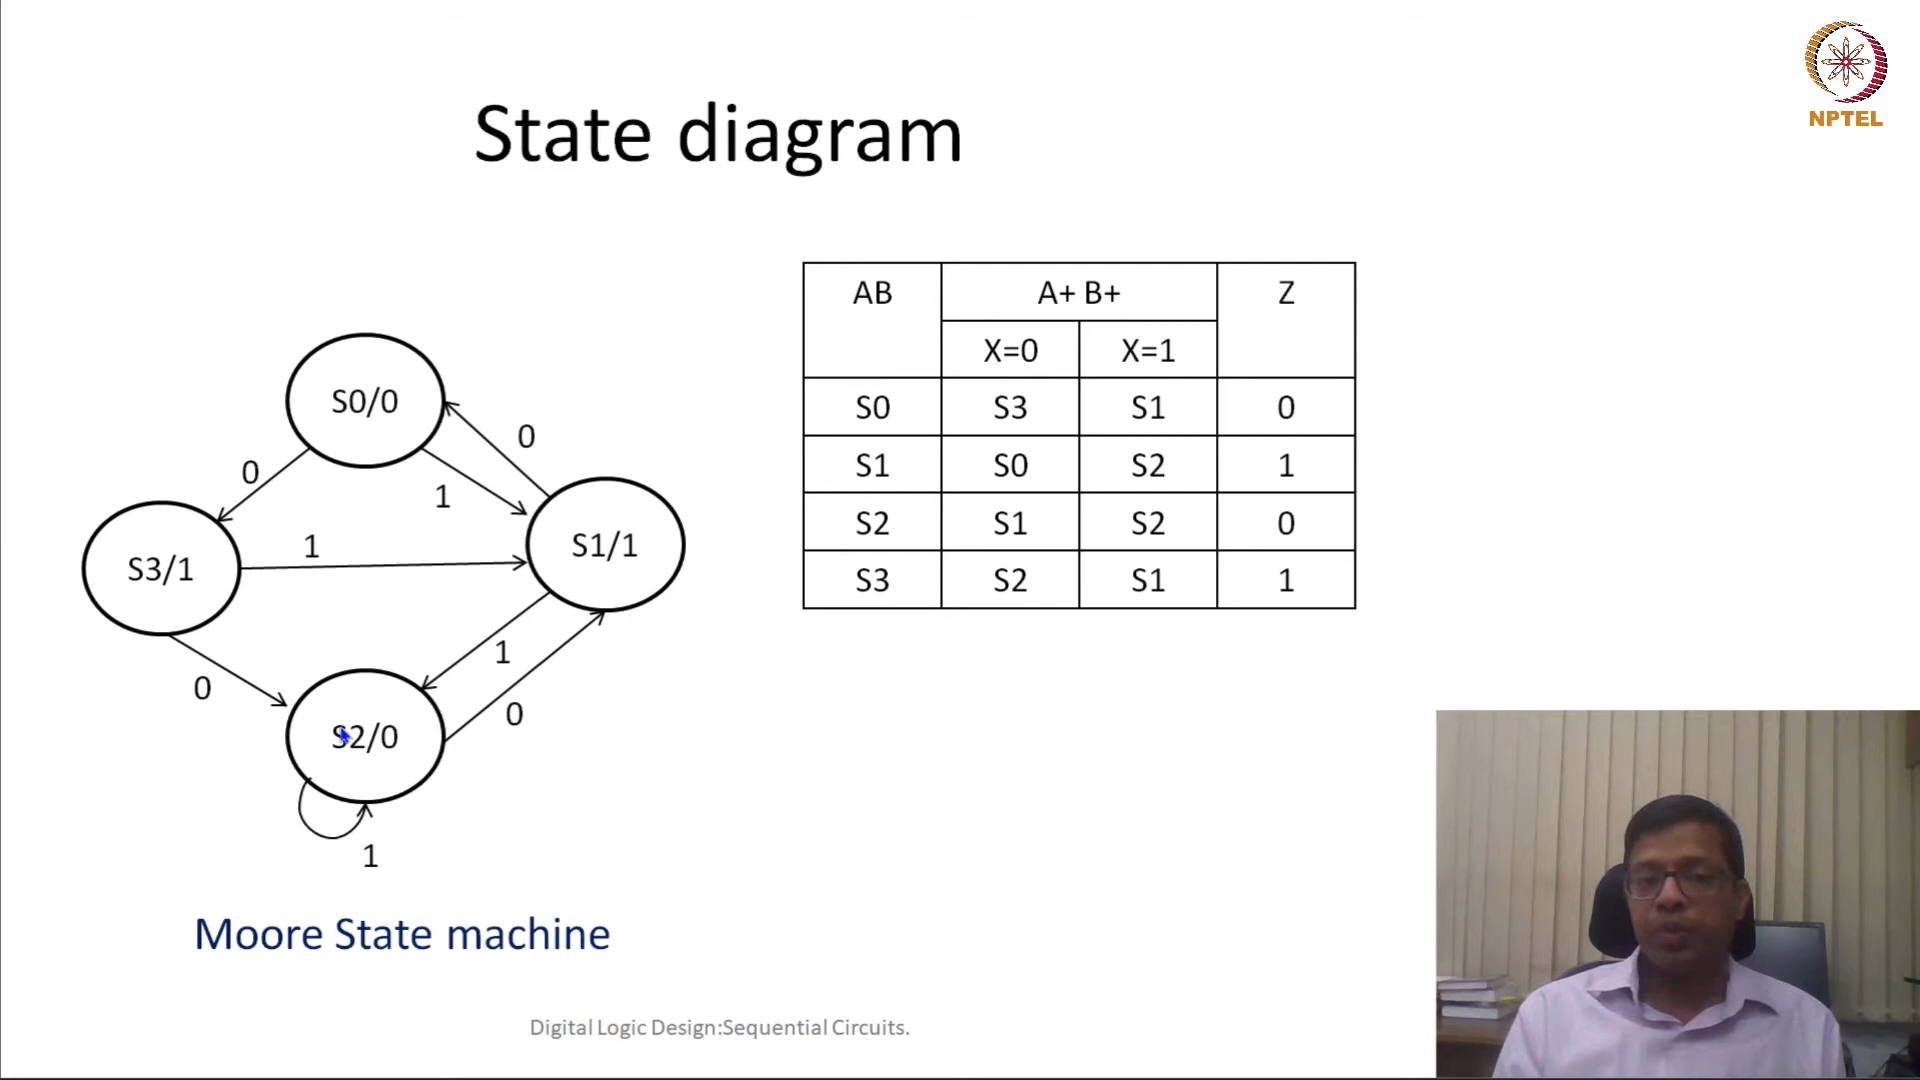 NPTEL
State diagram
S0/0
0
0
1
S3/1
1
S1/1
0
1
0
S2/0
1
AB A+ B+ Z
X=0 X=1
S0 S3 S1 0
S1 S0 S2 1
S2 S1 S2 0
S3 S2 S1 1
Moore State machine
Digital Logic Design:Sequential Circuits.